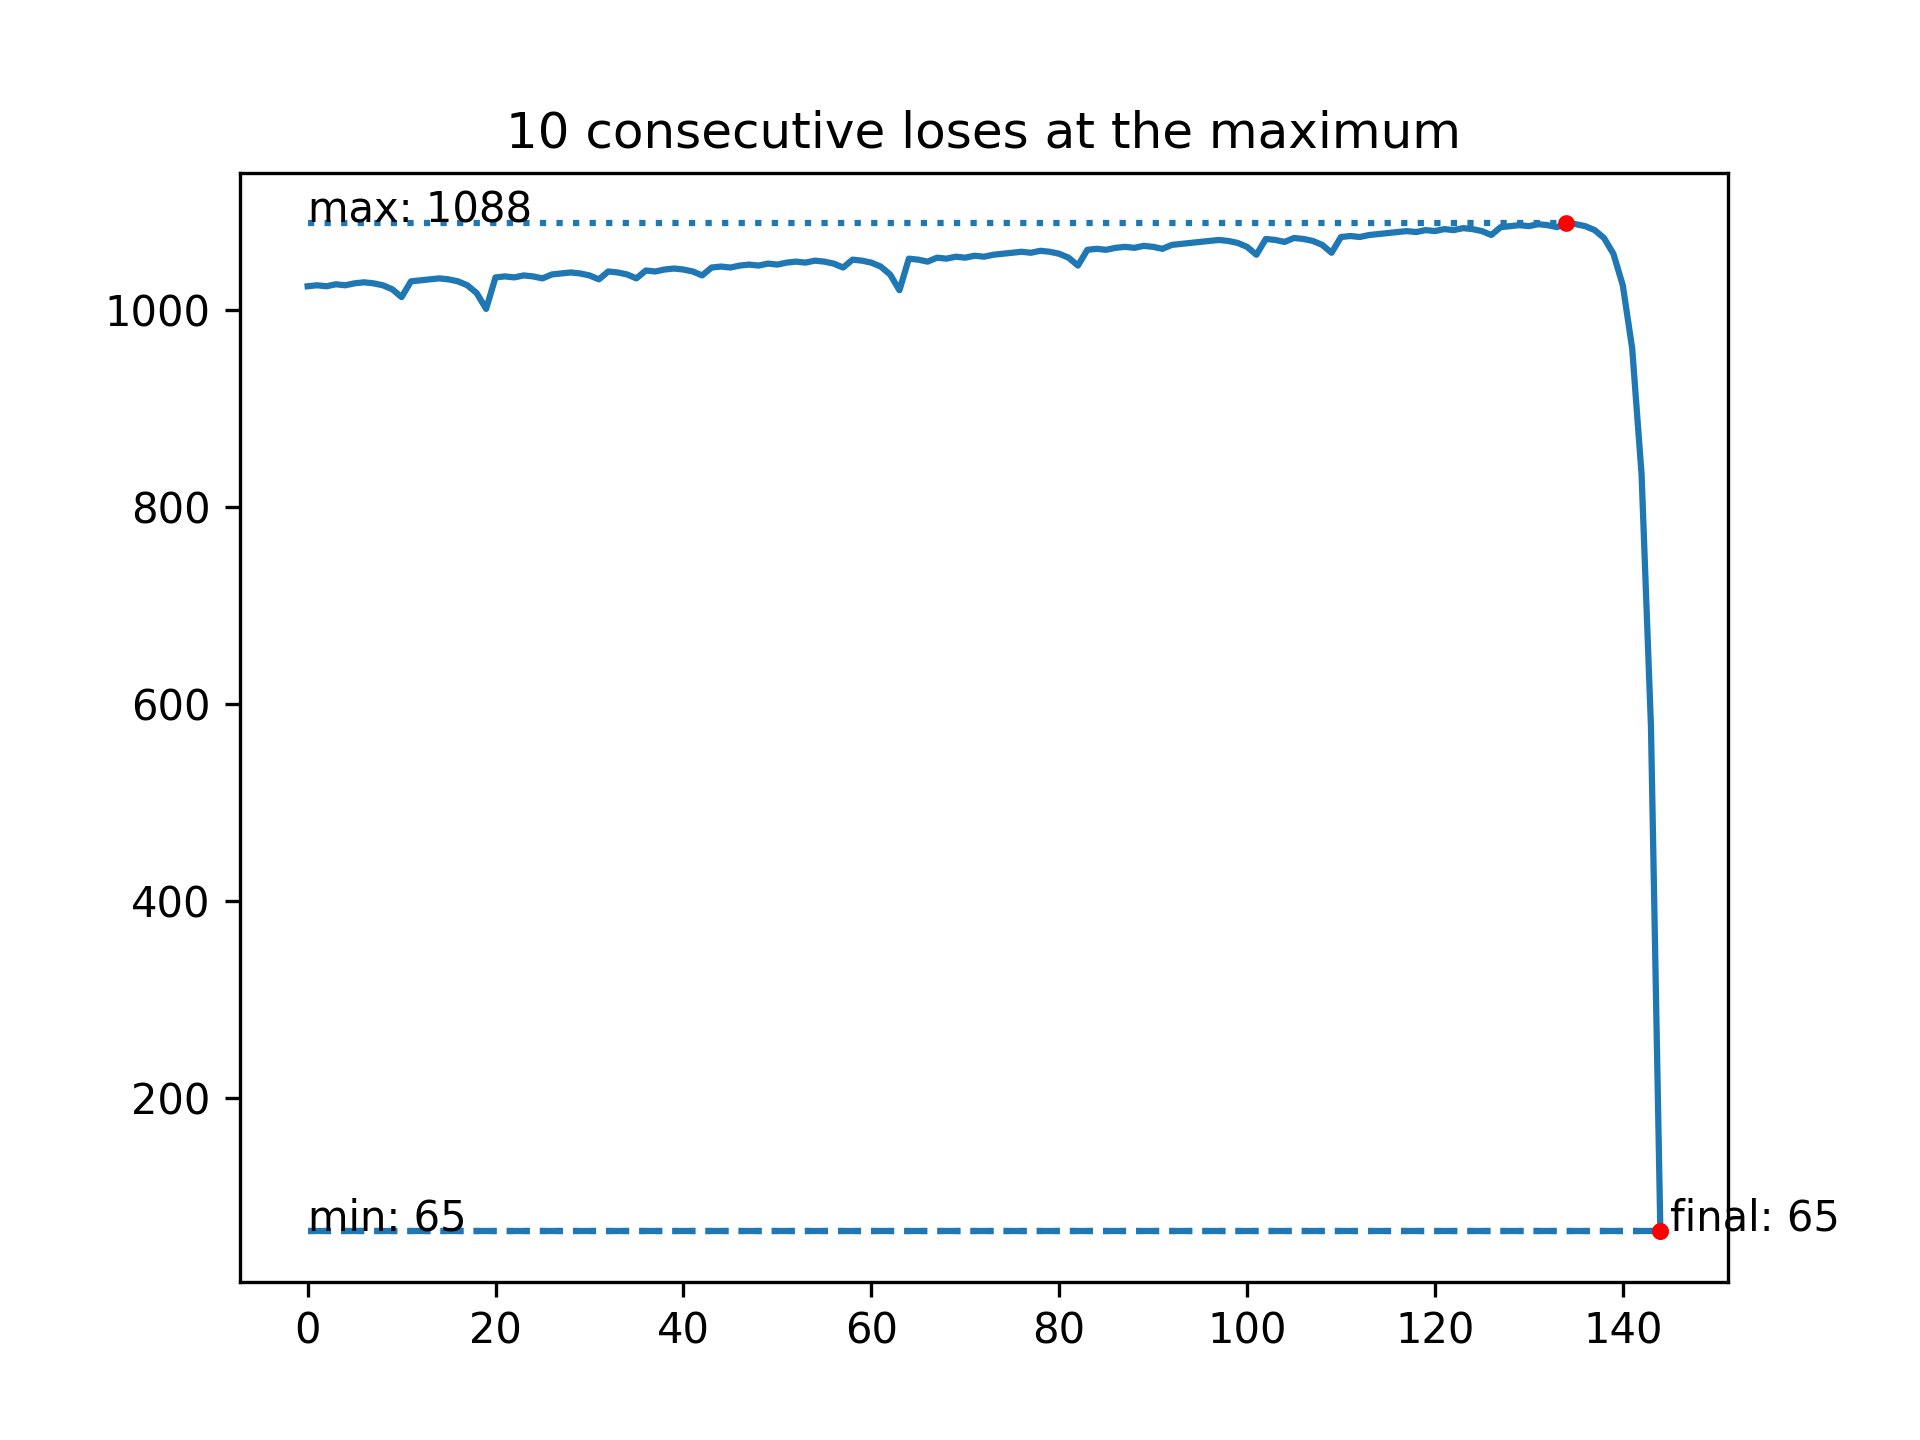 10 consecutive loses at the maximum
max: 1088
1000
800
600
400
200
min: 65
final: 65
0 20 40 60 80 100 120 140